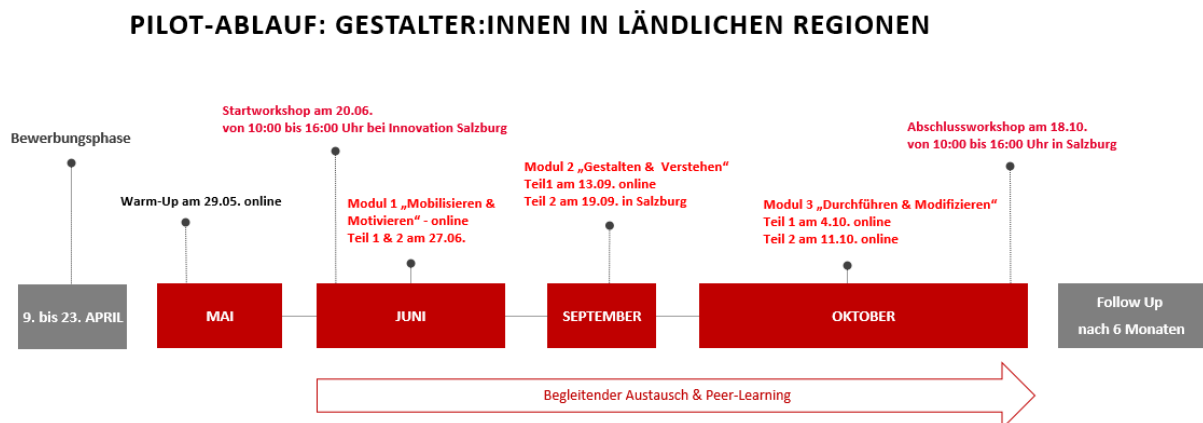 PILOT-ABLAUF: GESTALTER:INNEN IN LÄNDLICHEN REGIONEN
Bewerbungsphase
Warm-Up am 29.05. online
Startworkshop am 20.06.
von 10:00 bis 16:00 Uhr bei Innovation Salzburg
Modul 1 „Mobilisieren &
Motivieren“ - online
Teil 1 & 2 am 27.06.
Modul 2 „Gestalten & Verstehen“
Teil1 am 13.09. online
Teil 2 am 19.09. in Salzburg
Modul 3 „Durchführen & Modifizieren“
Teil 1 am 4.10. online
Teil 2 am 11.10. online
Abschlussworkshop am 18.10.
von 10:00 bis 16:00 Uhr in Salzburg
9. bis 23. APRIL
MAI
JUNI
SEPTEMBER
OKTOBER
Follow Up
nach 6 Monaten
Begleitender Austausch & Peer-Learning